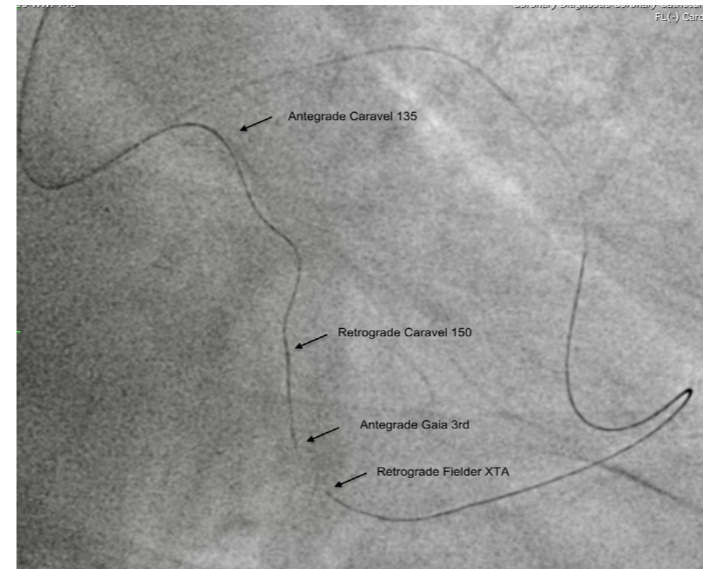 FL(-) Card
Antegrade Caravel 135
Retrograde Caravel 150
Antegrade Gaia 3rd
Retrograde Fielder XTA